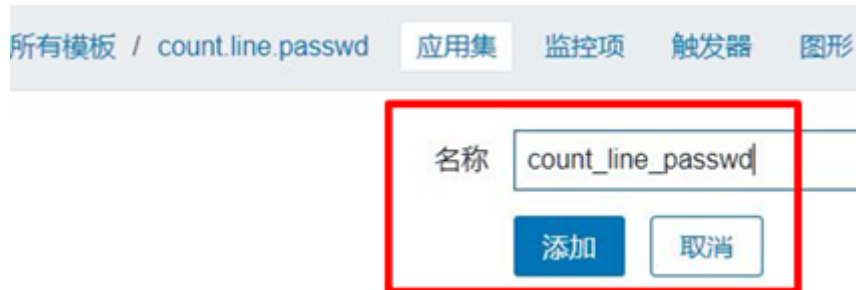 所有模板 / count.line.passwd 应用集 监控项 触发器 图形
名称 count_line_passwd
添加 取消